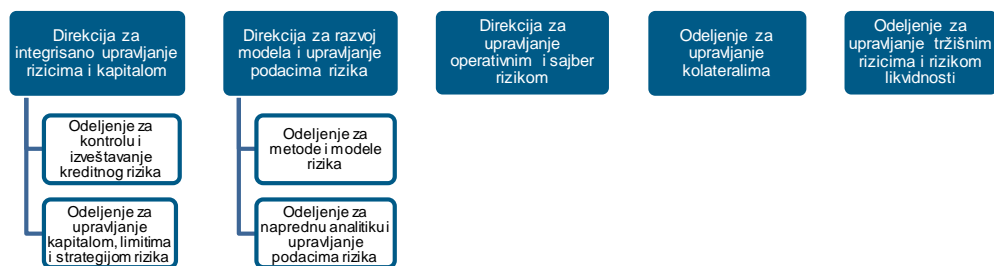 Direkcija za
integrisano upravljanje
rizicima i kapitalom
Odeljenje za
kontrolu i
izveštavanje
kreditnog rizika
Odeljenje za
upravljanje
kapitalom, limitima
i strategijom rizika
Direkcija za razvoj
modela i upravljanje
podacima rizika
Odeljenje za
metode i modele
rizika
Odeljenje za
naprednu analitiku i
upravljanje
podacima rizika
Direkcija za
upravljanje
operativnim i sajber
rizikom
Odeljenje za
upravljanje
kolateralima
Odeljenje za
upravljanje tržišnim
rizicima i rizikom
likvidnosti